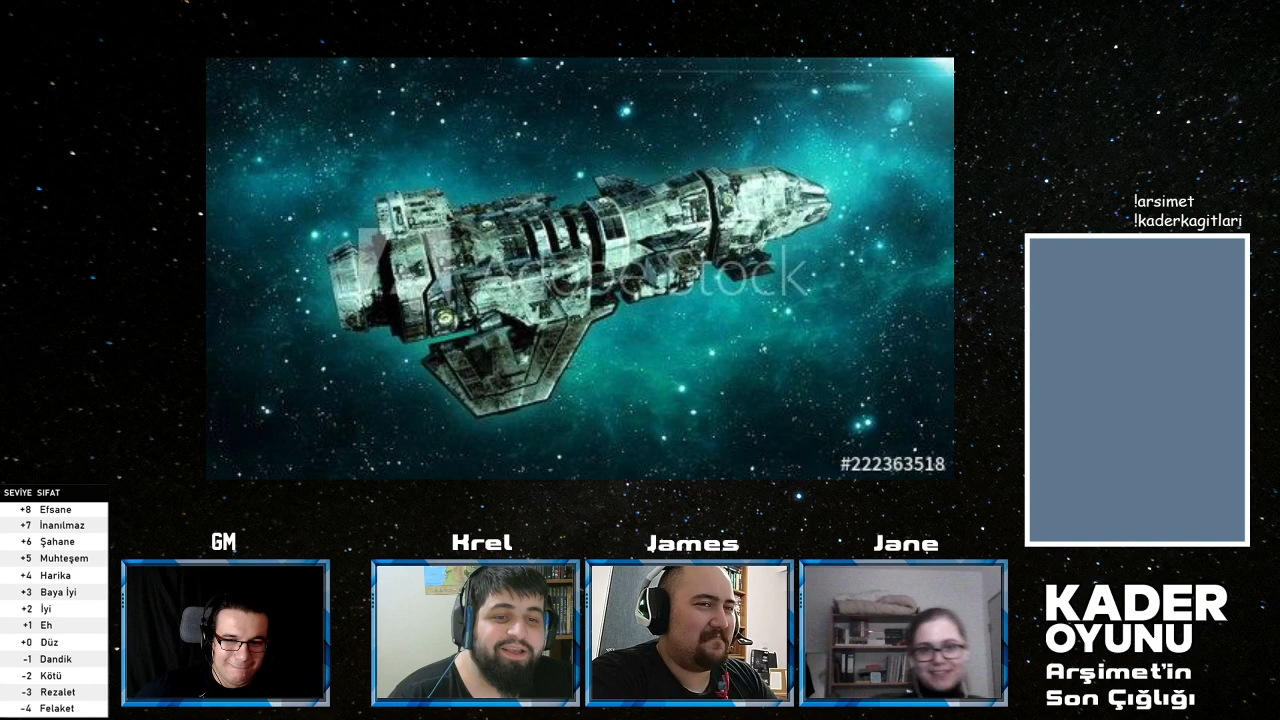 Adobe Stock
#222363518
!arsimet
!kaderkagitlari
SEVİYE SIFAT
+8 Efsane
+7 İnanılmaz
+6 Şahane
+5 Muhteşem
+4 Harika
+3 Baya İyi
+2 İyi
+1 Eh
+0 Düz
-1 Dandik
-2 Kötü
-3 Rezalet
-4 Felaket
GM
Krel
James
Jane
KADER
OYUNU
Arşimet'in
Son Çığlığı